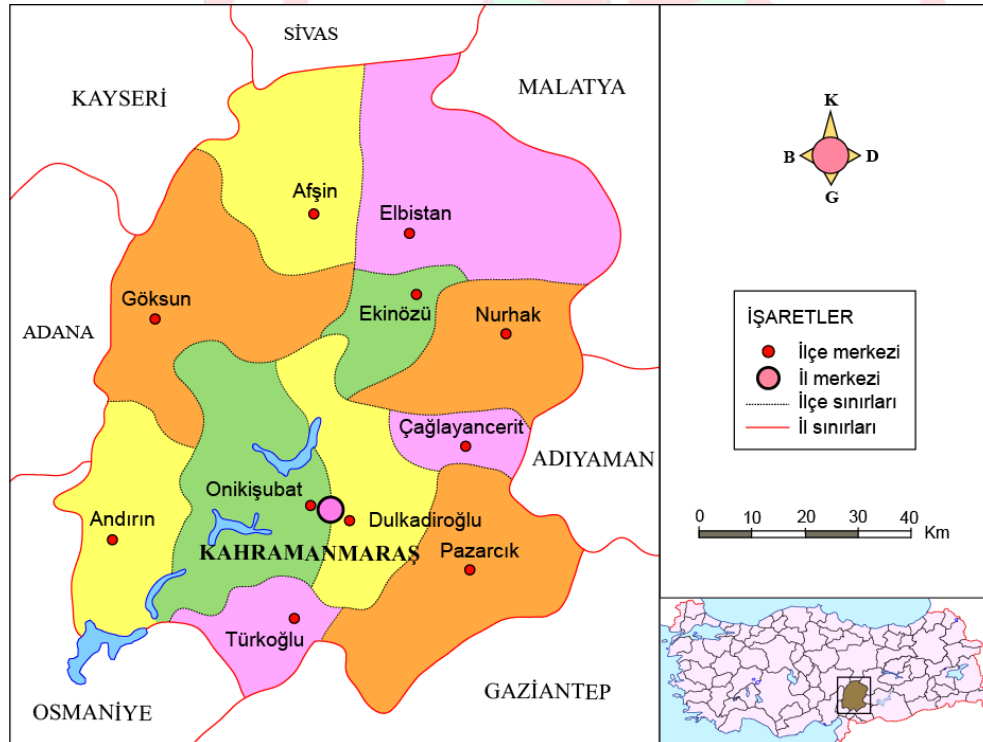 SİVAS
KAYSERİ
MALATYA
Afşin
Elbistan
Göksun
Ekinözü
Nurhak
ADANA
Çağlayancerit
ADIYAMAN
Onikişubat
Andırın
Dulkadiroğlu
KAHRAMANMARAŞ
Pazarcık
Türkoğlu
GAZİANTEP
OSMANİYE
K
B D
G
İŞARETLER
İlçe merkezi
İl merkezi
İlçe sınırları
İl sınırları
0 10 20 30 40 Km